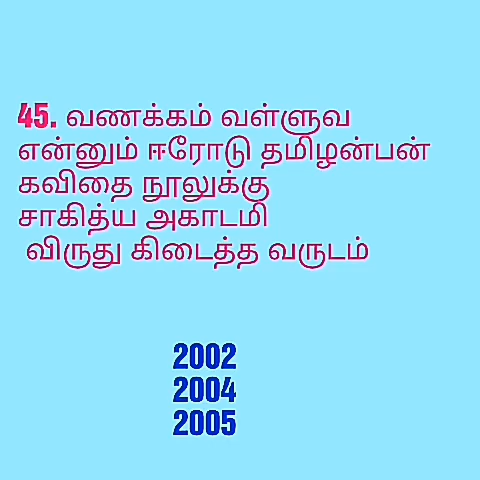 45. வணக்கம் வள்ளுவ
என்னும் ஈரோடு தமிழன்பன்
கவிதை நூலுக்கு
சாகித்ய அகாடமி
விருது கிடைத்த வருடம்
2002
2004
2005